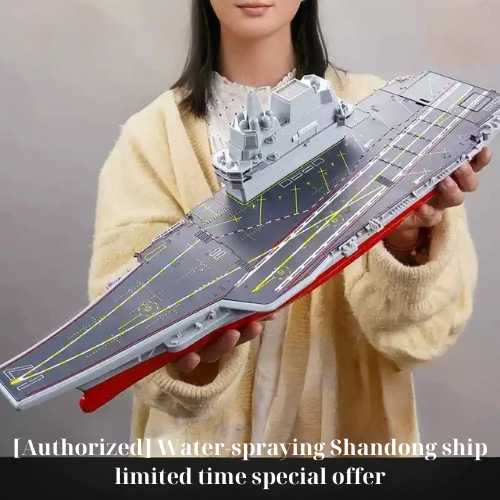 [Authorized] Water-spraying Shandong ship
limited time special offer